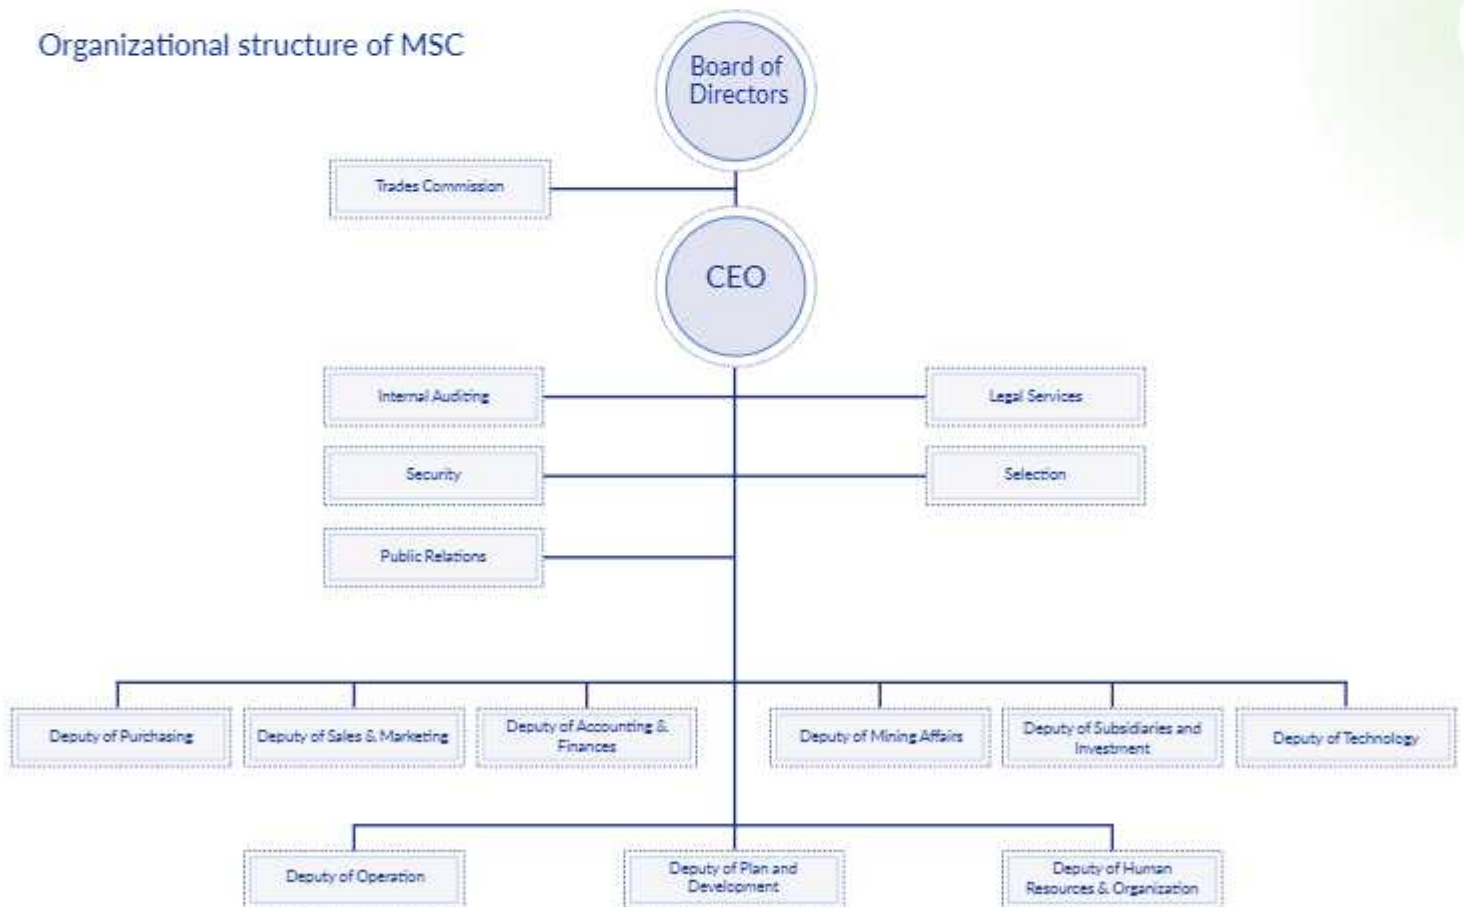 Organizational structure of MSC
Board of
Directors
Trades Commission
CEO
Internal Auditing
Legal Services
Security
Selection
Public Relations
Deputy of Purchasing
Deputy of Sales & Marketing
Deputy of Accounting &
Finances
Deputy of Mining Affairs
Deputy of Subsidiaries and
Investment
Deputy of Technology
Deputy of Operation
Deputy of Plan and
Development
Deputy of Human
Resources & Organization